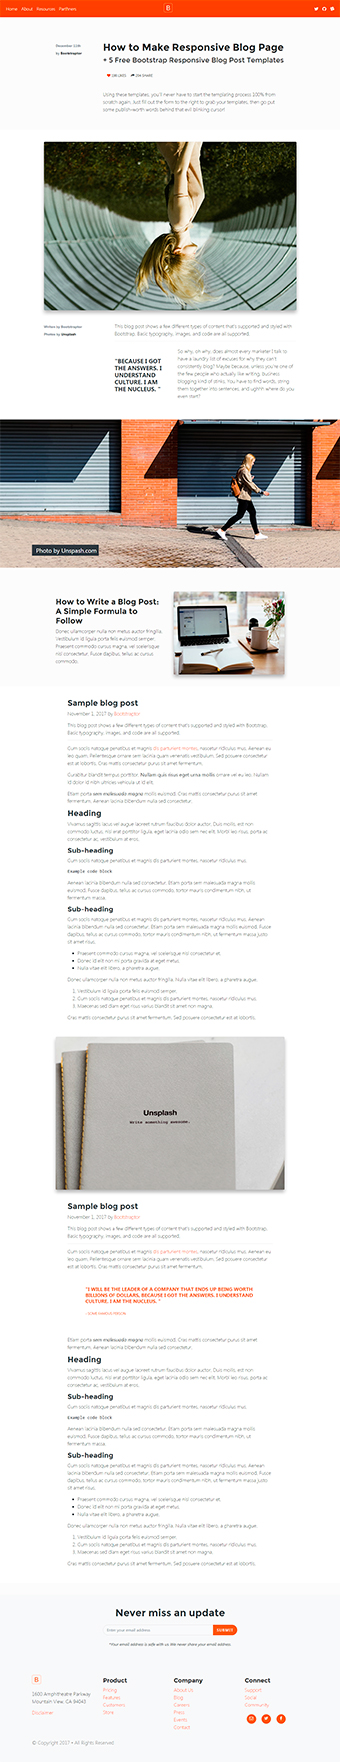 Home About Resources Partners
B
December 11th
by Bootstraptor
How to Make Responsive Blog Page
+ 5 Free Bootstrap Responsive Blog Post Templates
Using these templates, you'll never have to start the templating process 100% from
scratch again. Just fill out the form to the right to grab your templates, then go put
some publish-worth words behind that evil blinking cursor!
Written by Bootstraptor
Photos by Unsplash
This blog post shows a few different types of content that's supported and styled with
Bootstrap. Basic typography, images, and code are all supported.
"BECAUSE I GOT
THE ANSWERS. I
UNDERSTAND
CULTURE. I AM
THE NUCLEUS. "
So why, oh why, does almost every marketer I talk to
have a laundry list of excuses for why they can't
consistently blog? Maybe because, unless you're one of
the few people who actually like writing, business
blogging kind of stinks. You have to find words, string
them together into sentences, and ughhh where do you
even start?
Photo by Unspash.com
How to Write a Blog Post:
A Simple Formula to
Follow
Donec ullamcorper nulla non metus auctor fringilla.
Vestibulum id ligula porta felis euismod semper.
Praesent commodo cursus magna, vel scelerisque
nisl consectetur. Fusce dapibus, tellus ac cursus
commodo.
Sample blog post
November 1, 2017 by Bootstraptor
This blog post shows a few different types of content that's supported and styled with Bootstrap.
Basic typography, images, and code are all supported.
Cum sociis natoque penatibus et magnis dis parturient montes, nascetur ridiculus mus. Aenean eu
leo quam. Pellentesque ornare sem lacinia quam venenatis vestibulum. Sed posuere consectetur
est at lobortis. Cras mattis consectetur purus sit amet fermentum.
Curabitur blandit tempus porttitor. Nullam quis risus eget urna mollis ornare vel eu leo. Nullam
id dolor id nibh ultricies vehicula ut id elit.
Etiam porta sem malesuada magna mollis euismod. Cras mattis consectetur purus sit amet
fermentum. Aenean lacinia bibendum nulla sed consectetur.
Heading
Vivamus sagittis lacus vel augue laoreet rutrum faucibus dolor auctor. Duis mollis, est non
commodo luctus, nisi erat porttitor ligula, eget lacinia odio sem nec elit. Morbi leo risus, porta ac
consectetur ac, vestibulum at eros.
Sub-heading
Cum sociis natoque penatibus et magnis dis parturient montes, nascetur ridiculus mus.
Example code block
Aenean lacinia bibendum nulla sed consectetur. Etiam porta sem malesuada magna mollis
euismod. Fusce dapibus, tellus ac cursus commodo, tortor mauris condimentum nibh, ut
fermentum massa.
Sub-heading
Cum sociis natoque penatibus et magnis dis parturient montes, nascetur ridiculus mus. Aenean
lacinia bibendum nulla sed consectetur. Etiam porta sem malesuada magna mollis euismod. Fusce
dapibus, tellus ac cursus commodo, tortor mauris condimentum nibh, ut fermentum massa justo
sit amet risus.
Praesent commodo cursus magna, vel scelerisque nisl consectetur et.
Donec id elit non mi porta gravida at eget metus.
Nulla vitae elit libero, a pharetra augue.
Donec ullamcorper nulla non metus auctor fringilla. Nulla vitae elit libero, a pharetra augue.
1. Vestibulum id ligula porta felis euismod semper.
2. Cum sociis natoque penatibus et magnis dis parturient montes, nascetur ridiculus mus.
3. Maecenas sed diam eget risus varius blandit sit amet non magna.
Cras mattis consectetur purus sit amet fermentum. Sed posuere consectetur est at lobortis.
Unsplash
Write something awesome.
Sample blog post
November 1, 2017 by Bootstraptor
This blog post shows a few different types of content that's supported and styled with Bootstrap.
Basic typography, images, and code are all supported.
Cum sociis natoque penatibus et magnis dis parturient montes, nascetur ridiculus mus. Aenean eu
leo quam. Pellentesque ornare sem lacinia quam venenatis vestibulum. Sed posuere consectetur
est at lobortis. Cras mattis consectetur purus sit amet fermentum.
"I WILL BE THE LEADER OF A COMPANY THAT ENDS UP BEING WORTH
BILLIONS OF DOLLARS, BECAUSE I GOT THE ANSWERS. I UNDERSTAND
CULTURE. I AM THE NUCLEUS. "
Etiam porta sem malesuada magna mollis euismod. Cras mattis consectetur purus sit amet
fermentum. Aenean lacinia bibendum nulla sed consectetur.
Heading
Vivamus sagittis lacus vel augue laoreet rutrum faucibus dolor auctor. Duis mollis, est non
commodo luctus, nisi erat porttitor ligula, eget lacinia odio sem nec elit. Morbi leo risus, porta ac
consectetur ac, vestibulum at eros.
Sub-heading
Cum sociis natoque penatibus et magnis dis parturient montes, nascetur ridiculus mus.
Example code block
Aenean lacinia bibendum nulla sed consectetur. Etiam porta sem malesuada magna mollis
euismod. Fusce dapibus, tellus ac cursus commodo, tortor mauris condimentum nibh, ut
fermentum massa.
Sub-heading
Cum sociis natoque penatibus et magnis dis parturient montes, nascetur ridiculus mus. Aenean
lacinia bibendum nulla sed consectetur. Etiam porta sem malesuada magna mollis euismod. Fusce
dapibus, tellus ac cursus commodo, tortor mauris condimentum nibh, ut fermentum massa justo
sit amet risus.
Praesent commodo cursus magna, vel scelerisque nisl consectetur et.
Donec id elit non mi porta gravida at eget metus.
Nulla vitae elit libero, a pharetra augue.
Donec ullamcorper nulla non metus auctor fringilla. Nulla vitae elit libero, a pharetra augue.
1. Vestibulum id ligula porta felis euismod semper.
2. Cum sociis natoque penatibus et magnis dis parturient montes, nascetur ridiculus mus.
3. Maecenas sed diam eget risus varius blandit sit amet non magna.
Cras mattis consectetur purus sit amet fermentum. Sed posuere consectetur est at lobortis.
Never miss an update
Enter your email address SUBMIT
*Your email address is safe with us. We never share your email address.
B
1600 Amphitheatre Parkway
Mountain View, CA 94043
Disclaimer
Product
Pricing
Features
Customers
Store
Company
About Us
Blog
Careers
Press
Events
Contact
Connect
Support
Social
Community
© Copyright 2017 • All Rights Reserved